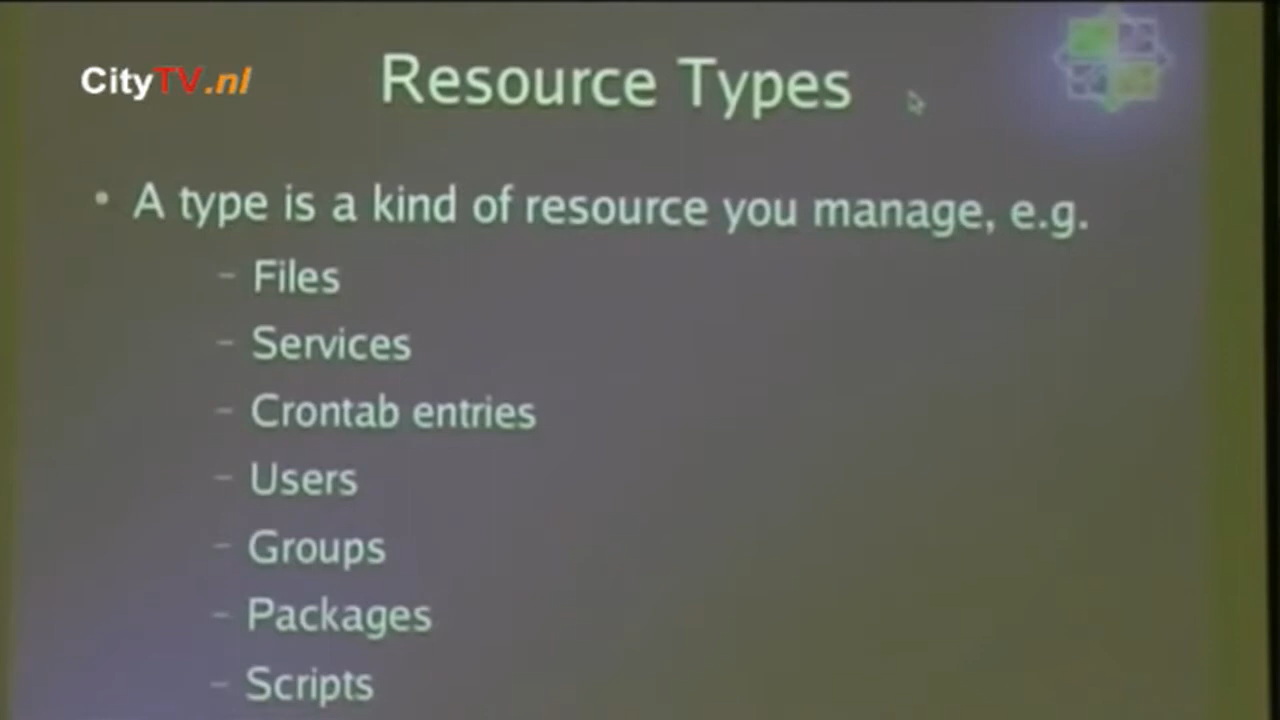 CityTV.nl
Resource Types
• A type is a kind of resource you manage, e.g.
– Files
– Services
– Crontab entries
– Users
– Groups
– Packages
– Scripts